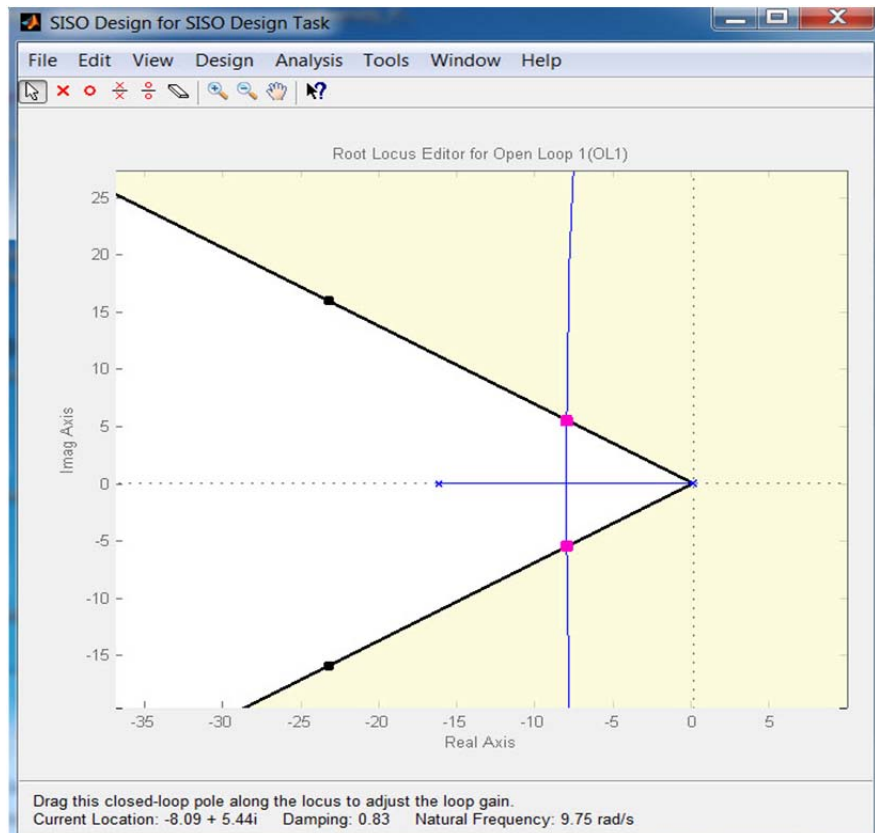 SISO Design for SISO Design Task
File Edit View Design Analysis Tools Window Help
Root Locus Editor for Open Loop 1(OL1)
25
20
15
10
5
0
-5
-10
-15
Imag Axis
-35 -30 -25 -20 -15 -10 -5 0 5
Real Axis
Drag this closed-loop pole along the locus to adjust the loop gain.
Current Location: -8.09 + 5.44i Damping: 0.83 Natural Frequency: 9.75 rad/s